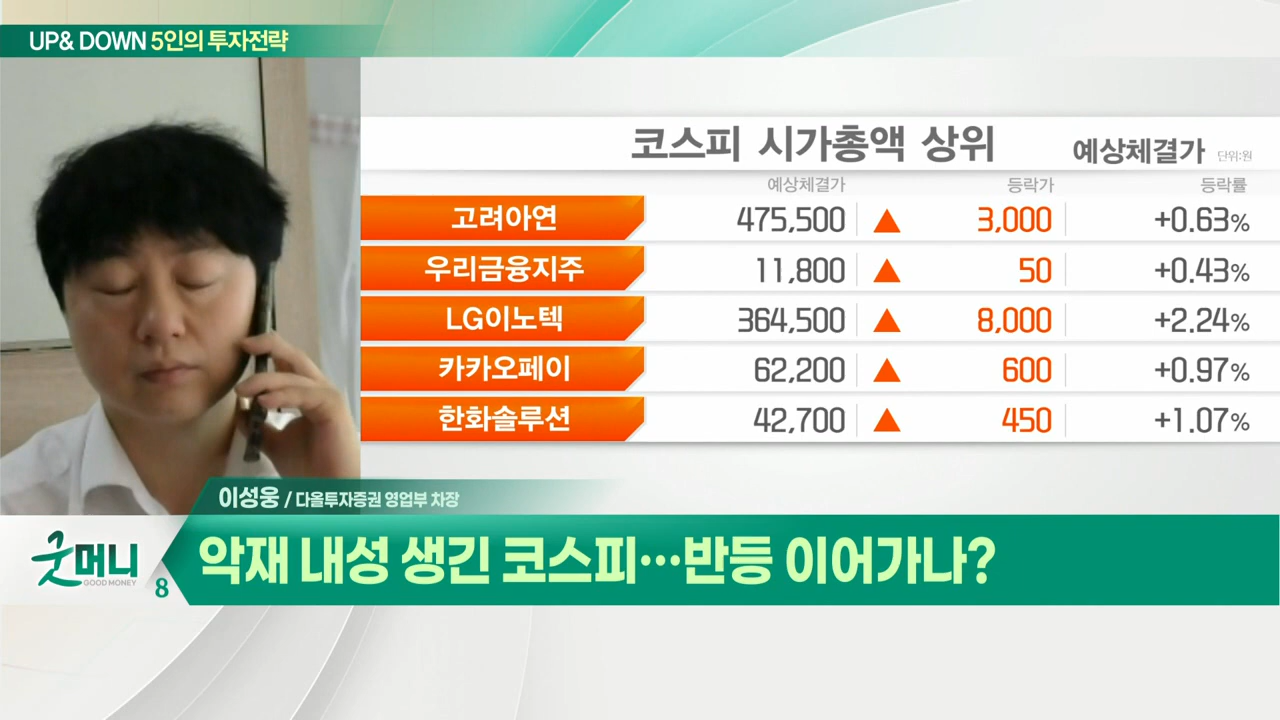 UP& DOWN 5인의 투자전략
코스피 시가총액 상위 예상체결가 단위:원
예상체결가 등락가 등락률
고려아연 475,500 ▲ 3,000 +0.63%
우리금융지주 11,800 ▲ 50 +0.43%
LG이노텍 364,500 ▲ 8,000 +2.24%
카카오페이 62,200 ▲ 600 +0.97%
한화솔루션 42,700 ▲ 450 +1.07%
이성웅 / 다올투자증권 영업부 차장
굿머니 GOOD MONEY 8
악재 내성 생긴 코스피…반등 이어가나?